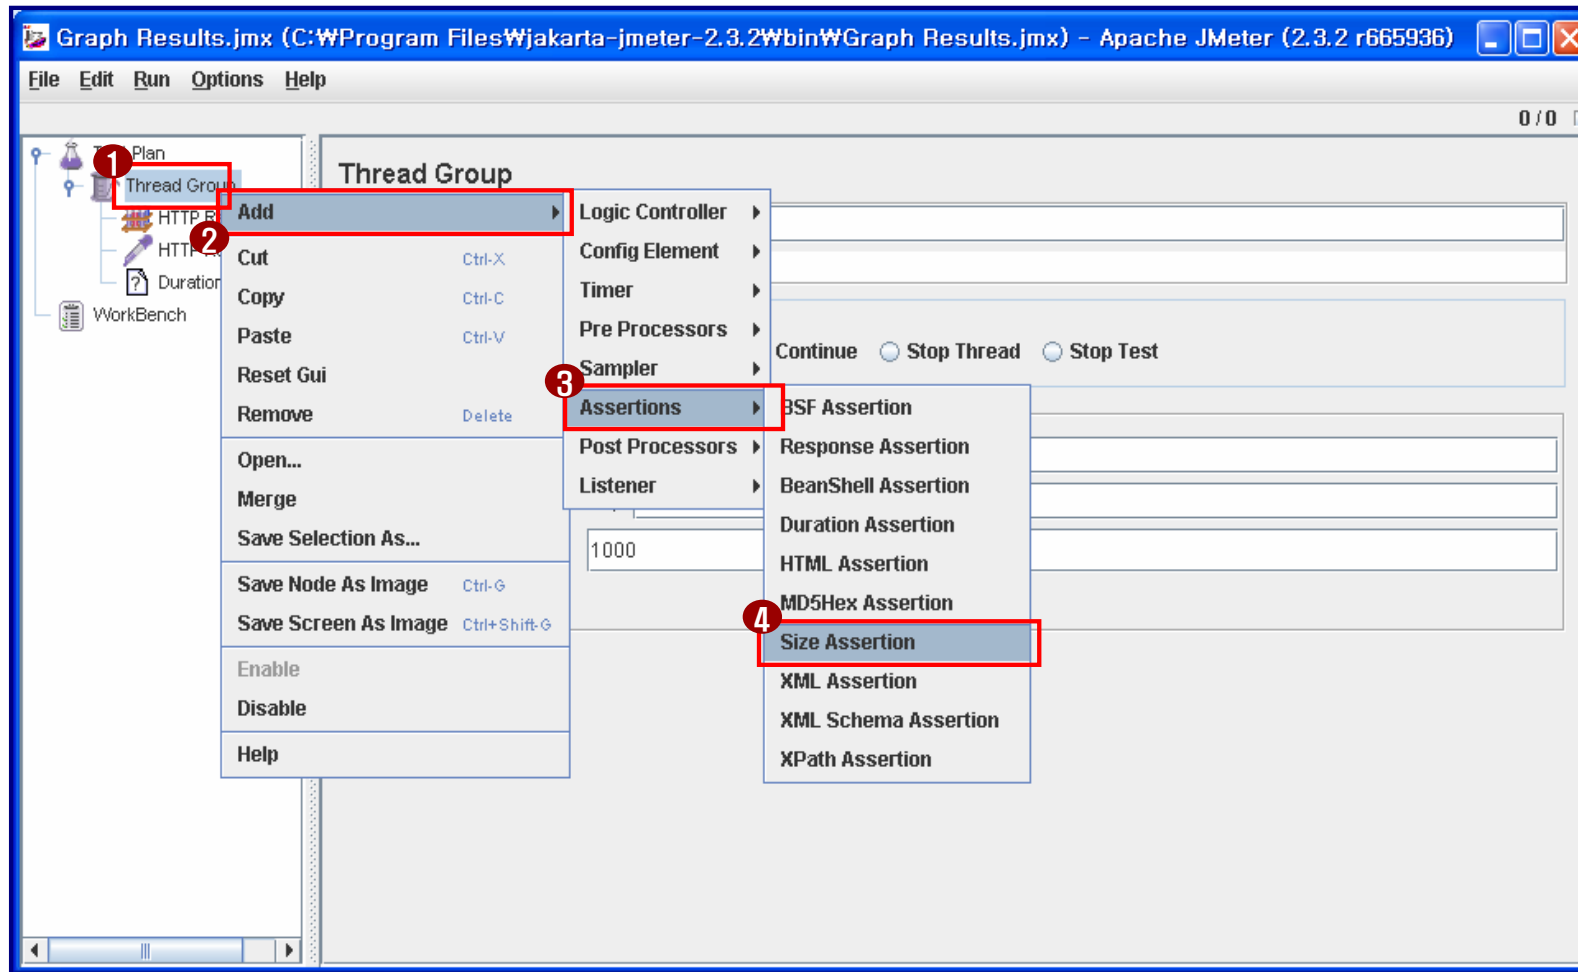 Graph Results.jmx (C:₩Program Files₩jakarta-jmeter-2.3.2₩bin₩Graph Results.jmx) - Apache JMeter (2.3.2 r665936)
File Edit Run Options Help
0 / 0
Plan
1
Thread Group
HTTP
HTTP
Duration
WorkBench
Thread Group
2
Add
Cut Ctrl-X
Copy Ctrl-C
Paste Ctrl-V
Reset Gui
Remove Delete
Open...
Merge
Save Selection As...
Save Node As Image Ctrl-G
Save Screen As Image Ctrl+Shift-G
Enable
Disable
Help
Logic Controller
Config Element
Timer
Pre Processors
Sampler
3
Assertions
Post Processors
Listener
Continue Stop Thread Stop Test
1000
BSF Assertion
Response Assertion
BeanShell Assertion
Duration Assertion
HTML Assertion
MD5Hex Assertion
4
Size Assertion
XML Assertion
XML Schema Assertion
XPath Assertion